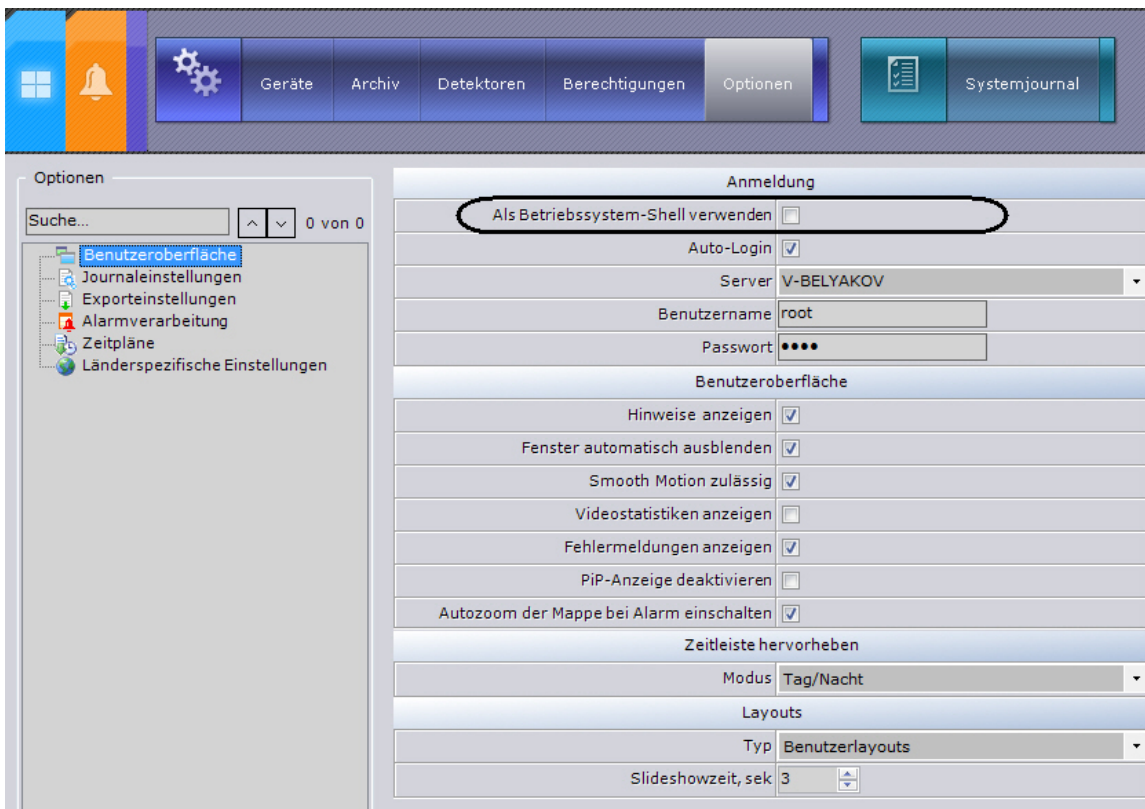 Geräte Archiv Detektoren Berechtigungen Optionen Systemjournal
Optionen
Suche... 0 von 0
Benutzeroberfläche
Journaleinstellungen
Exporteinstellungen
Alarmverarbeitung
Zeitpläne
Länderspezifische Einstellungen
Anmeldung
Als Betriebssystem-Shell verwenden
Auto-Login
Server V-BELYAKOV
Benutzername root
Passwort ••••
Benutzeroberfläche
Hinweise anzeigen
Fenster automatisch ausblenden
Smooth Motion zulässig
Videostatistiken anzeigen
Fehlermeldungen anzeigen
PiP-Anzeige deaktivieren
Autozoom der Mappe bei Alarm einschalten
Zeitleiste hervorheben
Modus Tag/Nacht
Layouts
Typ Benutzerlayouts
Slideshowzeit, sek 3